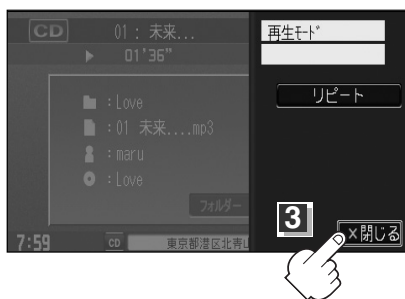 CD 01 : 未来...
▶ 01'36"
: Love
: 01 未来....mp3
: maru
: Love
フォルダー
7:59 CD 東京都港区北青山
再生ﾓｰﾄﾞ
リピート
3
×閉じる